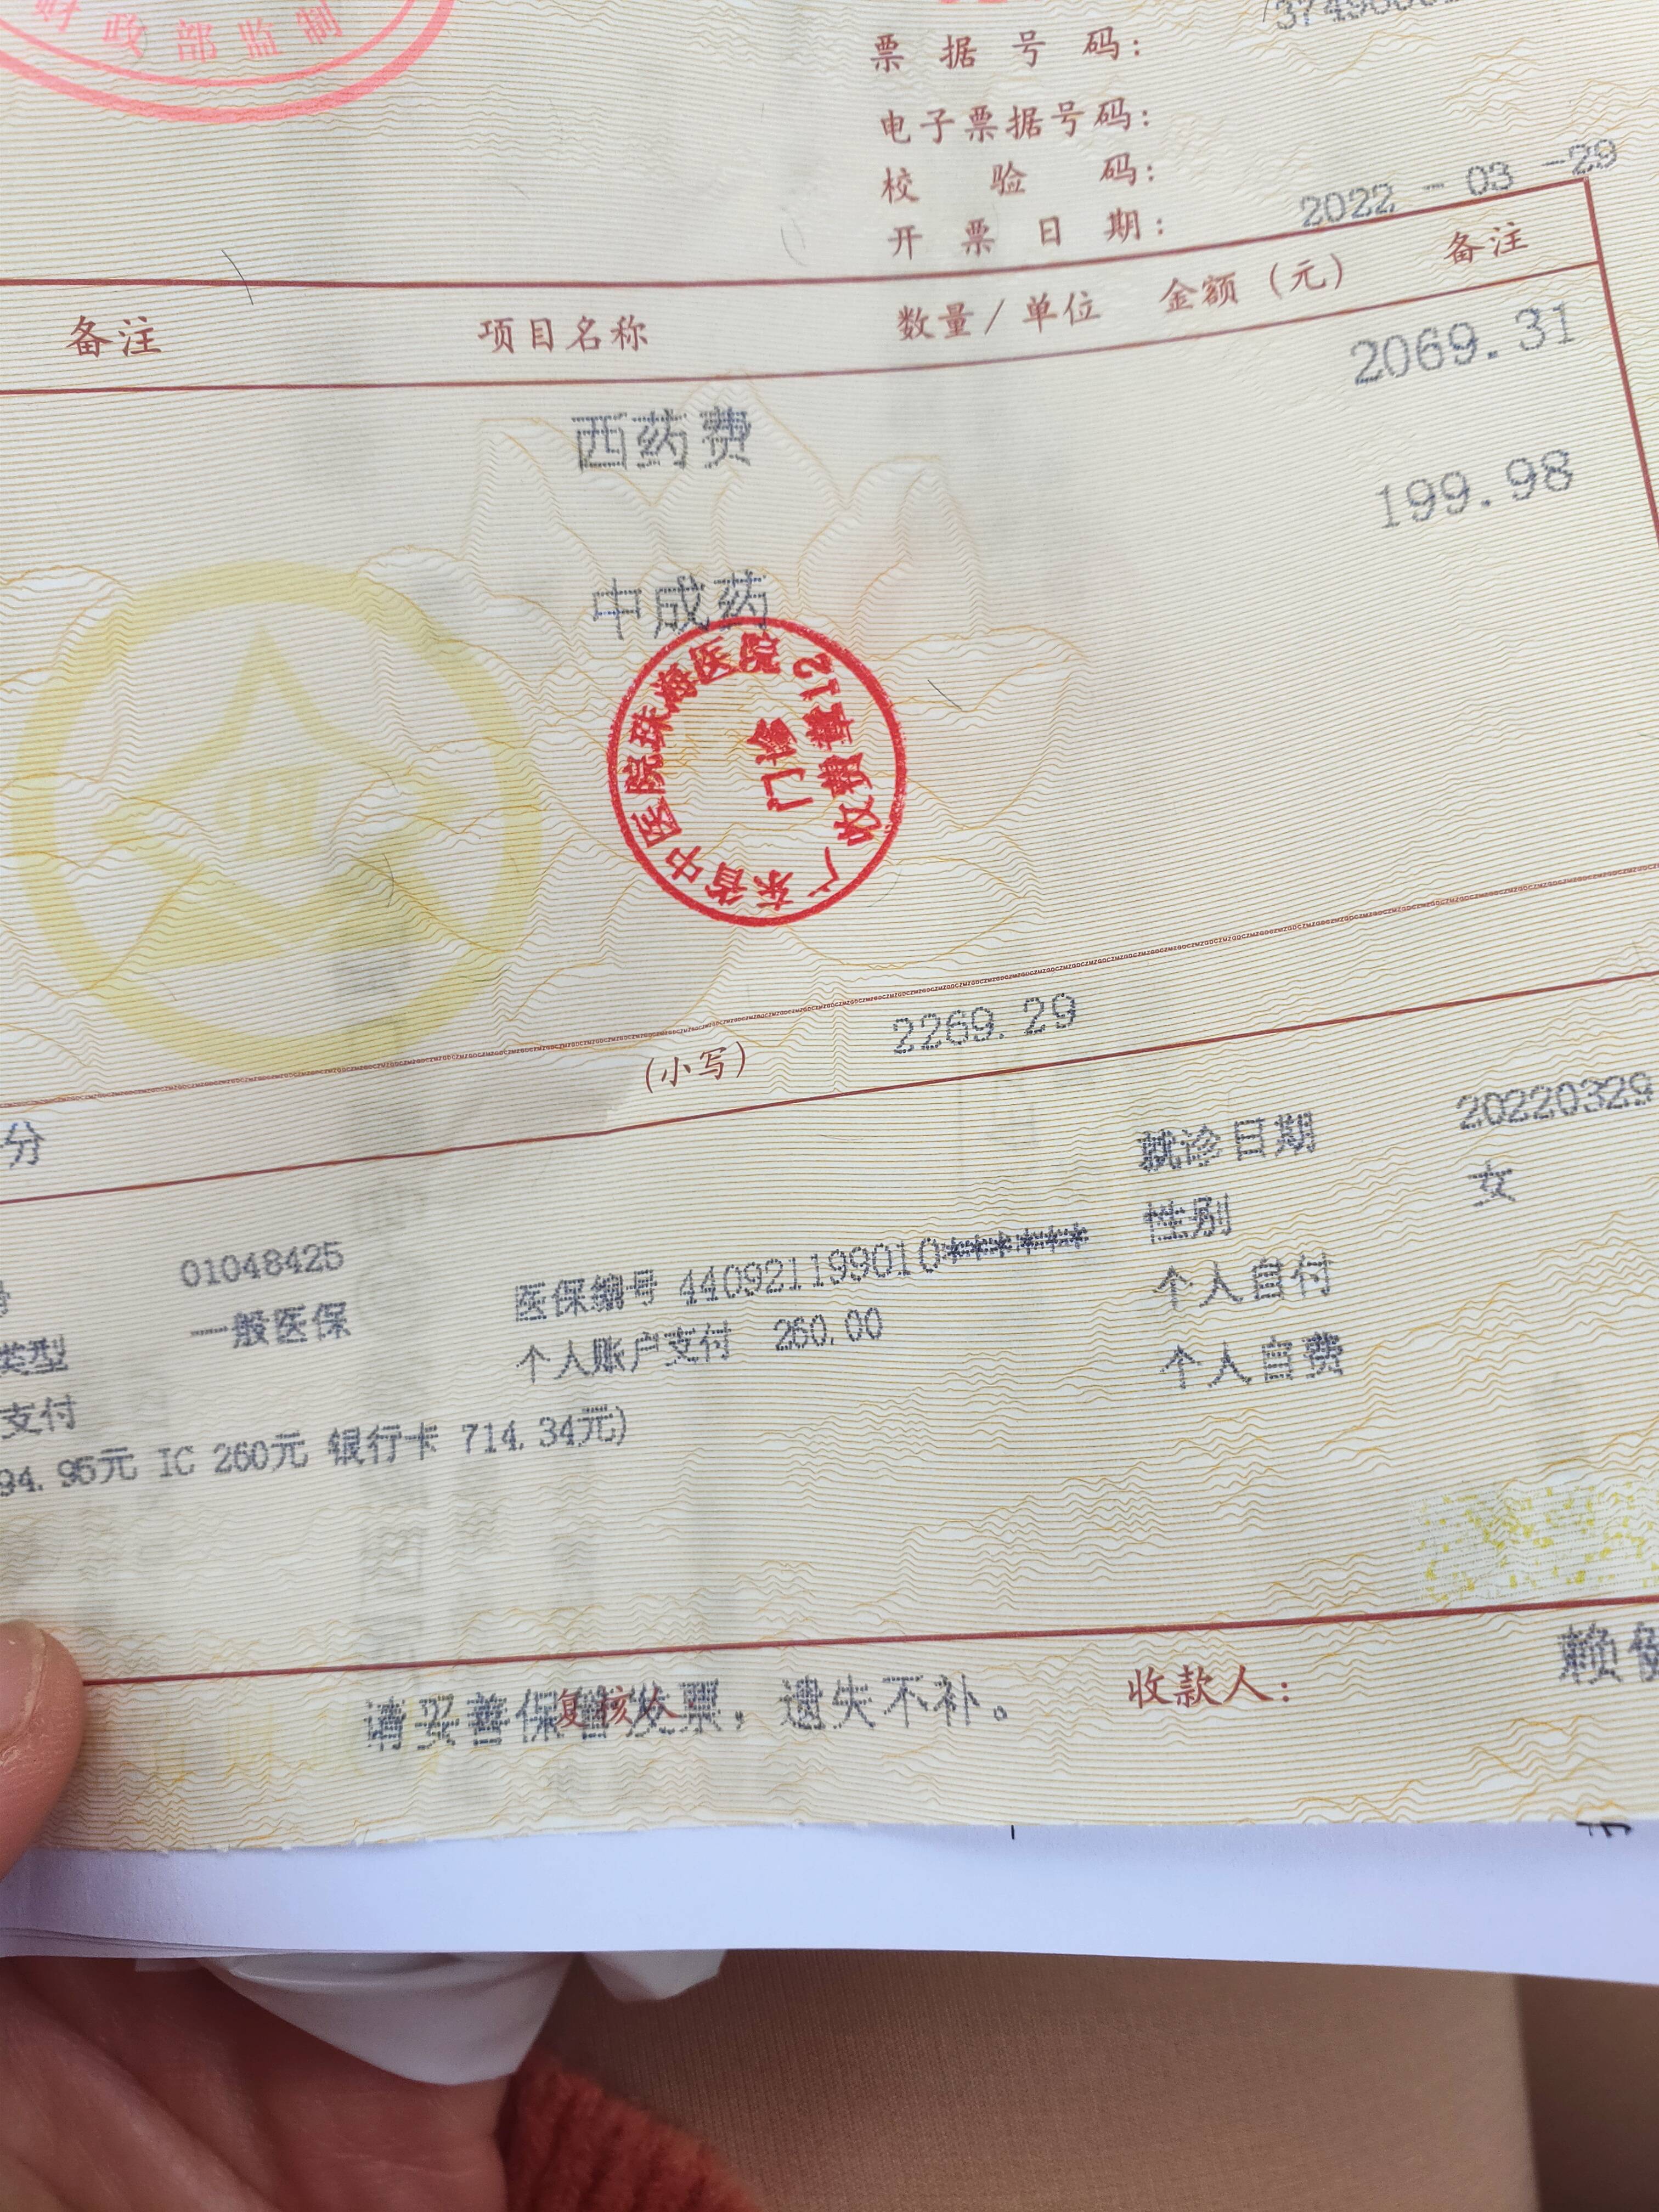 财政部监制
票据号码：
电子票据号码：
校验码：
开票日期： 2022 - 03 -29
备注 项目名称 数量/单位 金额（元） 备注
西药费 2069.31
中成药 199.98
广东省中医院珠海医院
门诊
收费章12
（小写） 2269.29
分
01048425 医保编号 440921199010****** 就诊日期 20220329
类型 一般医保 个人账户支付 260.00 性别 女
支付 个人自付
94.95元 IC 260元 银行卡 714.34元) 个人自费
请妥善保管发票，遗失不补。
复核人
收款人： 赖